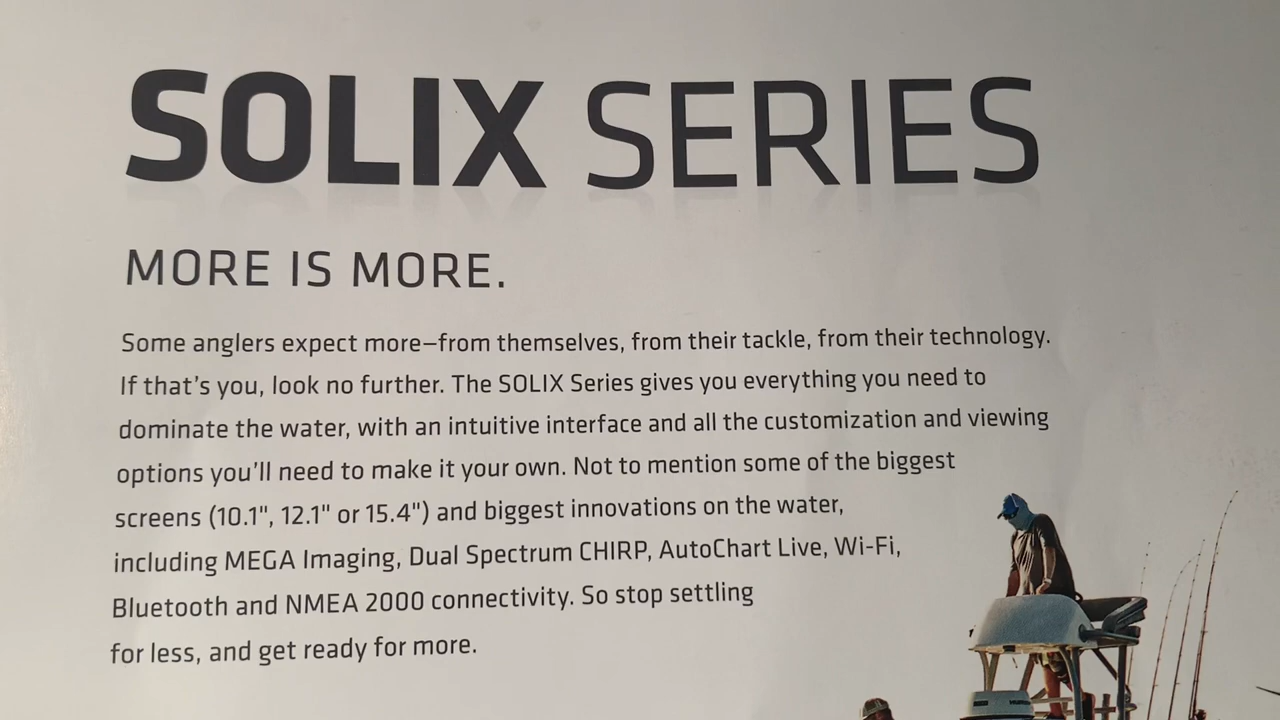 SOLIX SERIES
MORE IS MORE.
Some anglers expect more—from themselves, from their tackle, from their technology.
If that's you, look no further. The SOLIX Series gives you everything you need to
dominate the water, with an intuitive interface and all the customization and viewing
options you'll need to make it your own. Not to mention some of the biggest
screens (10.1", 12.1" or 15.4") and biggest innovations on the water,
including MEGA Imaging, Dual Spectrum CHIRP, AutoChart Live, Wi-Fi,
Bluetooth and NMEA 2000 connectivity. So stop settling
for less, and get ready for more.